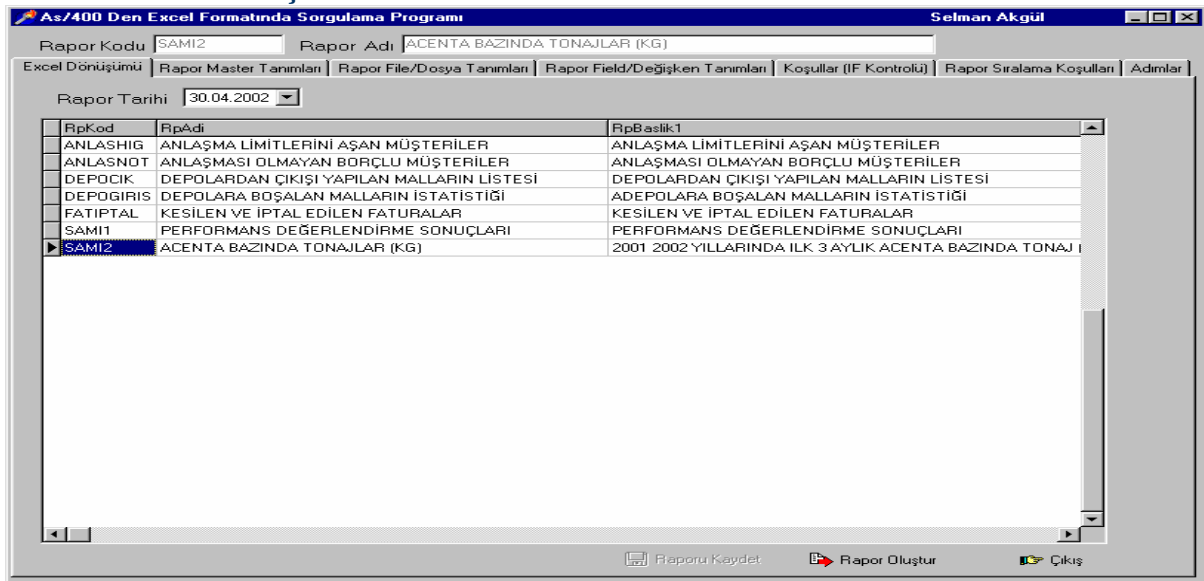 As/400 Den Excel Formatında Sorgulama Programı Selman Akgül
Rapor Kodu SAMI2 Rapor Adı ACENTA BAZINDA TONAJLAR (KG)
Excel Dönüşümü Rapor Master Tanımları Rapor File/Dosya Tanımları Rapor Field/Değişken Tanımları Koşullar (IF Kontrolü) Rapor Sıralama Koşulları Adımlar
Rapor Tarihi 30.04.2002
RpKod RpAdi RpBaslik1
ANLASHIG ANLAŞMA LİMİTLERİNİ AŞAN MÜŞTERİLER ANLAŞMA LİMİTLERİNİ AŞAN MÜŞTERİLER
ANLASNOT ANLAŞMASI OLMAYAN BORÇLU MÜŞTERİLER ANLAŞMASI OLMAYAN BORÇLU MÜŞTERİLER
DEPOCIK DEPOLARDAN ÇIKIŞI YAPILAN MALLARIN LİSTESİ DEPOLARDAN ÇIKIŞI YAPILAN MALLARIN LİSTESİ
DEPOGIRIS DEPOLARA BOŞALAN MALLARIN İSTATİSTİĞİ ADEPOLARA BOŞALAN MALLARIN İSTATİSTİĞİ
FATIPTAL KESİLEN VE İPTAL EDİLEN FATURALAR KESİLEN VE İPTAL EDİLEN FATURALAR
SAMI1 PERFORMANS DEĞERLENDİRME SONUÇLARI PERFORMANS DEĞERLENDİRME SONUÇLARI
SAMI2 ACENTA BAZINDA TONAJLAR (KG) 2001 2002 YILLARINDA ILK 3 AYLIK ACENTA BAZINDA TONAJ (
Raporu Kaydet Rapor Oluştur Çıkış